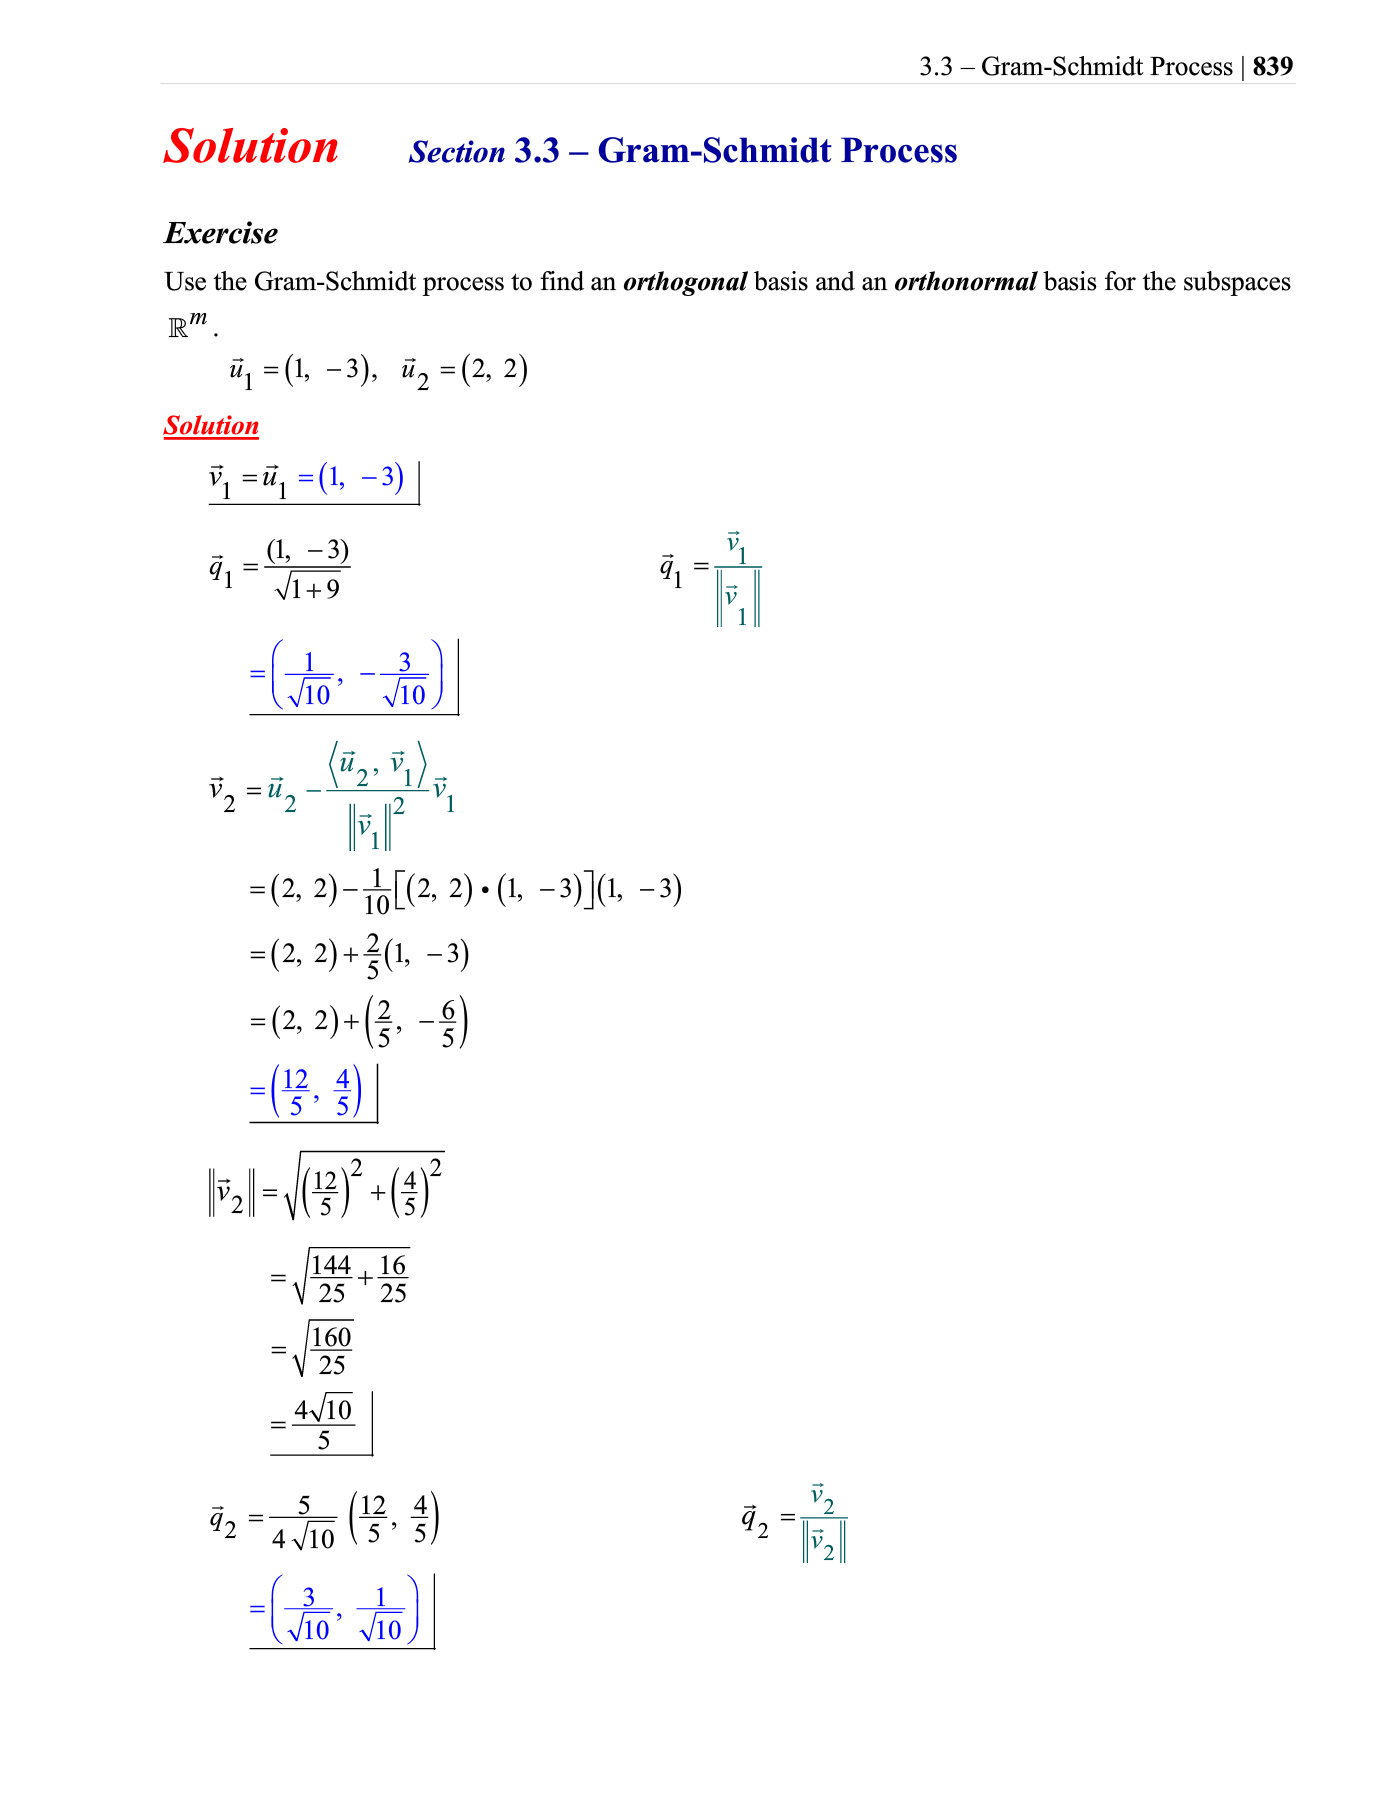 3.3 – Gram-Schmidt Process | 839
Solution Section 3.3 – Gram-Schmidt Process
Exercise
Use the Gram-Schmidt process to find an orthogonal basis and an orthonormal basis for the subspaces
ℝ^m .
\vec{u}_1 = (1, −3), \vec{u}_2 = (2, 2)
Solution
\vec{v}_1 = \vec{u}_1 = (1, −3)
\vec{q}_1 = \frac{(1, −3)}{\sqrt{1+9}} \vec{q}_1 = \frac{\vec{v}_1}{\|\vec{v}_1\|}
= \left(\frac{1}{\sqrt{10}}, −\frac{3}{\sqrt{10}}\right)
\vec{v}_2 = \vec{u}_2 − \frac{\langle\vec{u}_2, \vec{v}_1\rangle}{\|\vec{v}_1\|^2} \vec{v}_1
= (2, 2) − \frac{1}{10}[(2, 2) • (1, −3)](1, −3)
= (2, 2) + \frac{2}{5}(1, −3)
= (2, 2) + \left(\frac{2}{5}, −\frac{6}{5}\right)
= \left(\frac{12}{5}, \frac{4}{5}\right)
\|\vec{v}_2\| = \sqrt{\left(\frac{12}{5}\right)^2 + \left(\frac{4}{5}\right)^2}
= \sqrt{\frac{144}{25} + \frac{16}{25}}
= \sqrt{\frac{160}{25}}
= \frac{4\sqrt{10}}{5}
\vec{q}_2 = \frac{5}{4\sqrt{10}} \left(\frac{12}{5}, \frac{4}{5}\right) \vec{q}_2 = \frac{\vec{v}_2}{\|\vec{v}_2\|}
= \left(\frac{3}{\sqrt{10}}, \frac{1}{\sqrt{10}}\right)